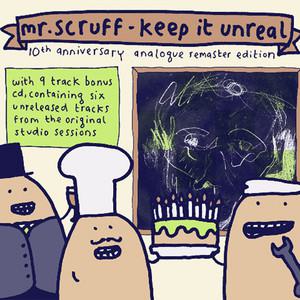 mr.scruff - keep it unreal
10th anniversary analogue remaster edition
with 9 track bonus
cd, containing six
unreleased tracks
from the original
studio sessions